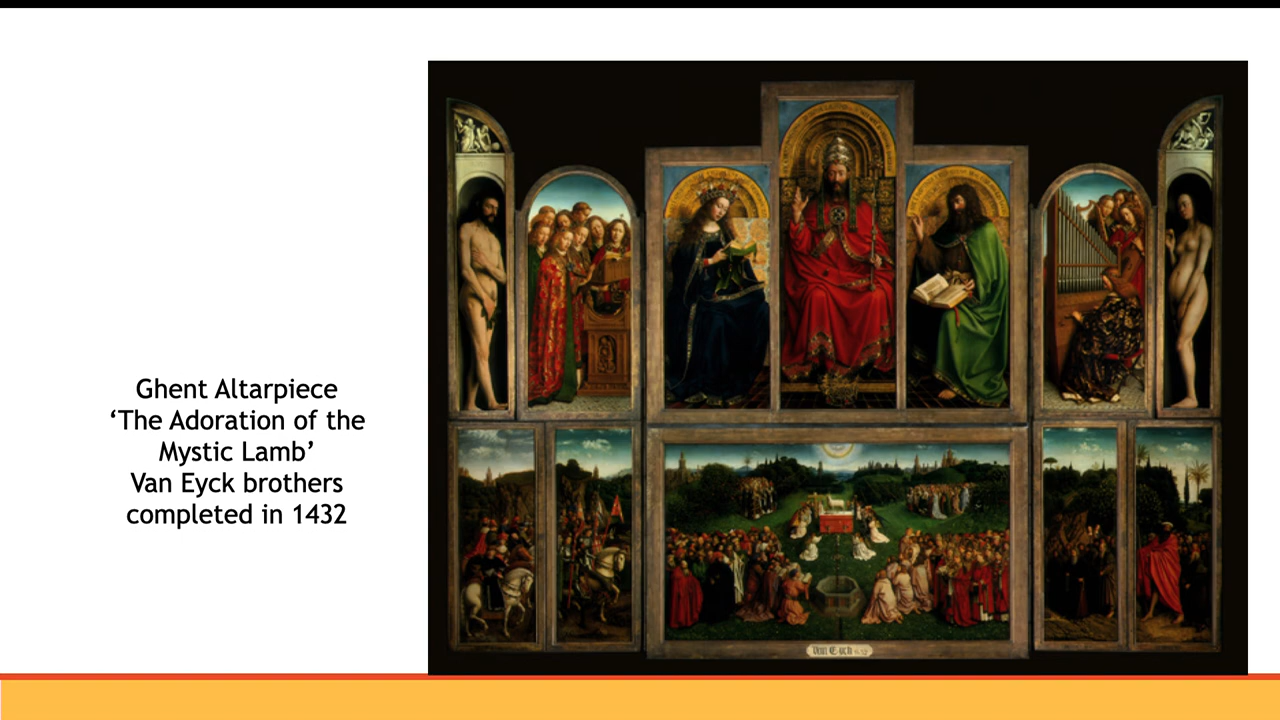 Ghent Altarpiece
‘The Adoration of the
Mystic Lamb’
Van Eyck brothers
completed in 1432